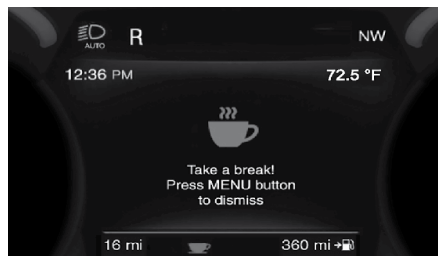 AUTO R NW
12:36 PM 72.5 °F
Take a break!
Press MENU button
to dismiss
16 mi 360 mi